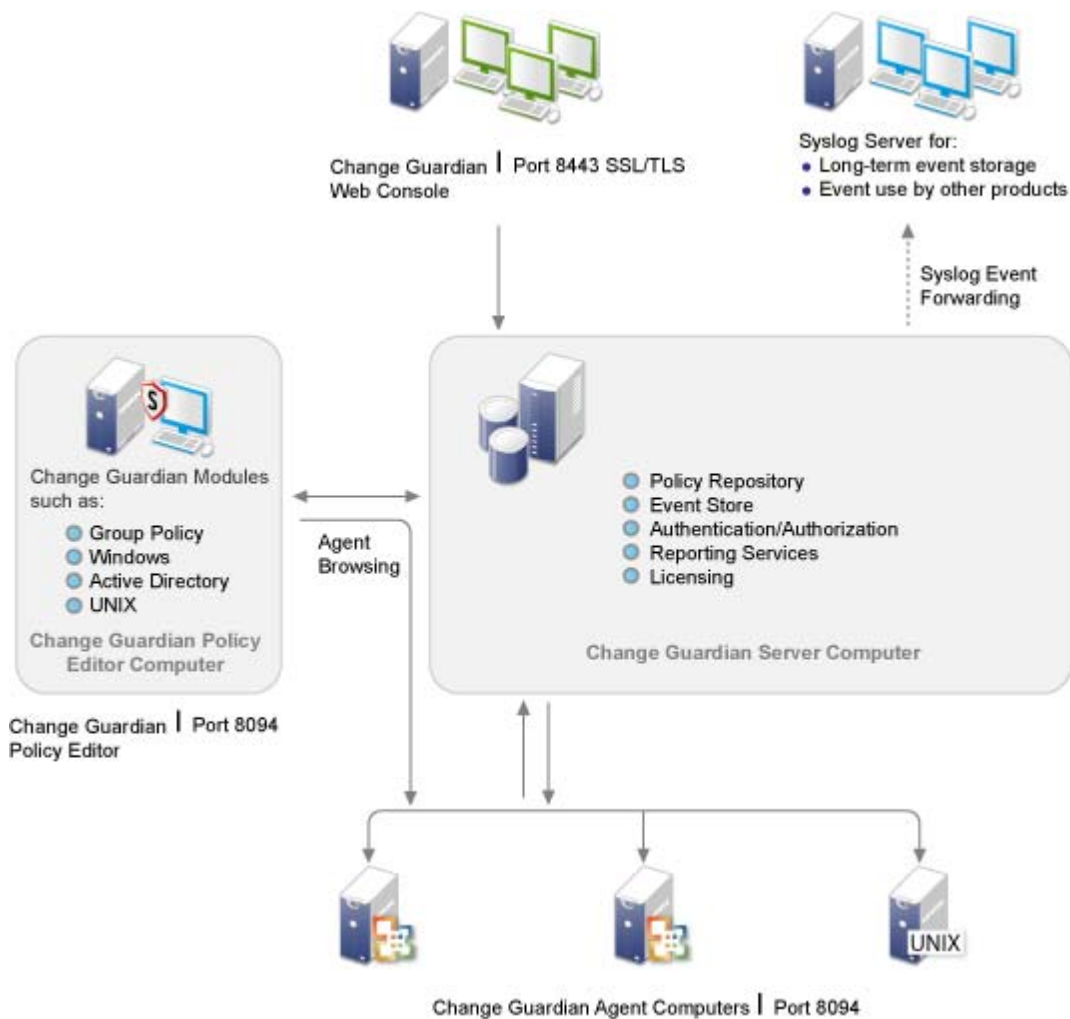 Change Guardian | Port 8443 SSL/TLS
Web Console
Syslog Server for:
• Long-term event storage
• Event use by other products
Syslog Event
Forwarding
S
Change Guardian Modules
such as:
Group Policy
Windows
Active Directory
UNIX
Change Guardian Policy
Editor Computer
Change Guardian | Port 8094
Policy Editor
Agent
Browsing
Policy Repository
Event Store
Authentication/Authorization
Reporting Services
Licensing
Change Guardian Server Computer
UNIX
Change Guardian Agent Computers | Port 8094